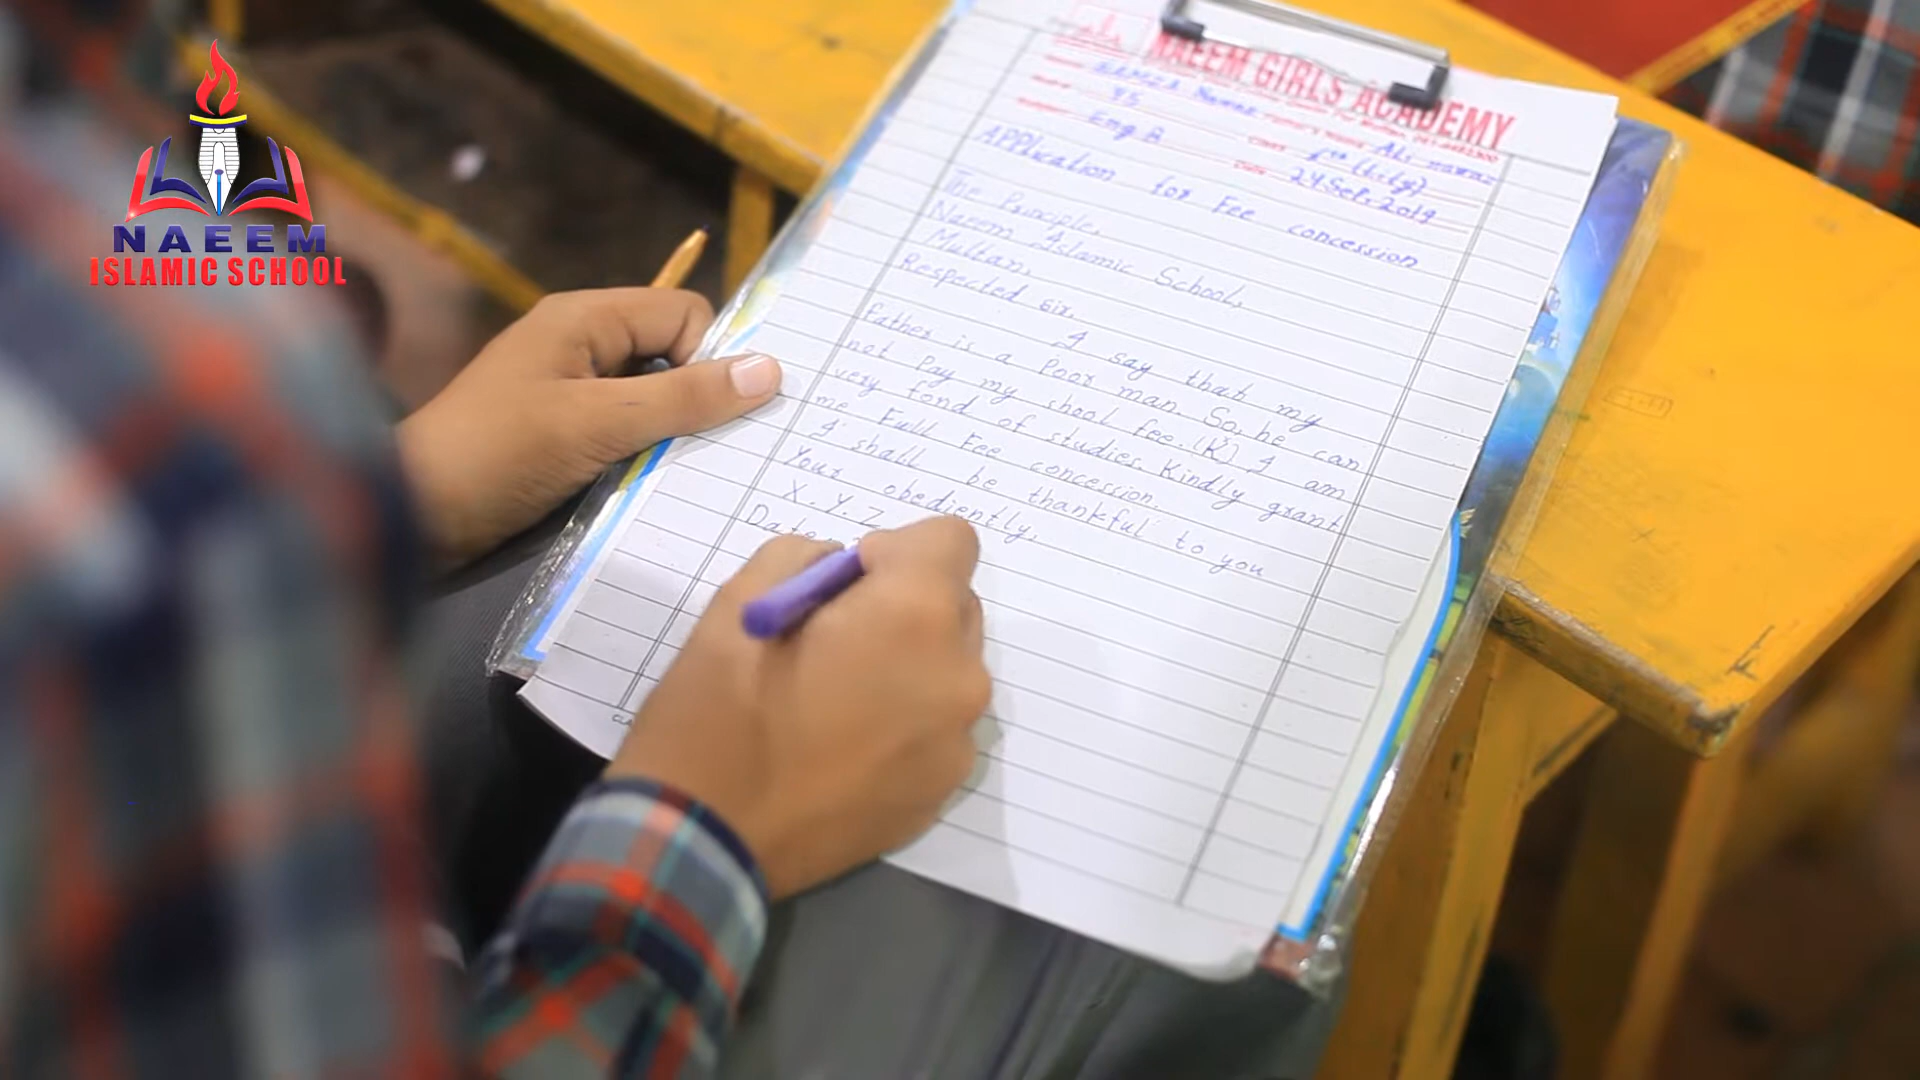 NAEEM
ISLAMIC SCHOOL
NAEEM GIRLS ACADEMY
Eng B
24 Sep, 2019
Application for Fee concession
The Principle,
Naeem Islamic School,
Multan,
Respected sir,
I say that my
father is a Poor man. So, he can
not Pay my shool fee. (K) I am
very fond of studies. Kindly grant
me Full Fee concession.
I shall be thankful to you
Your obediently,
X. Y. Z
Date